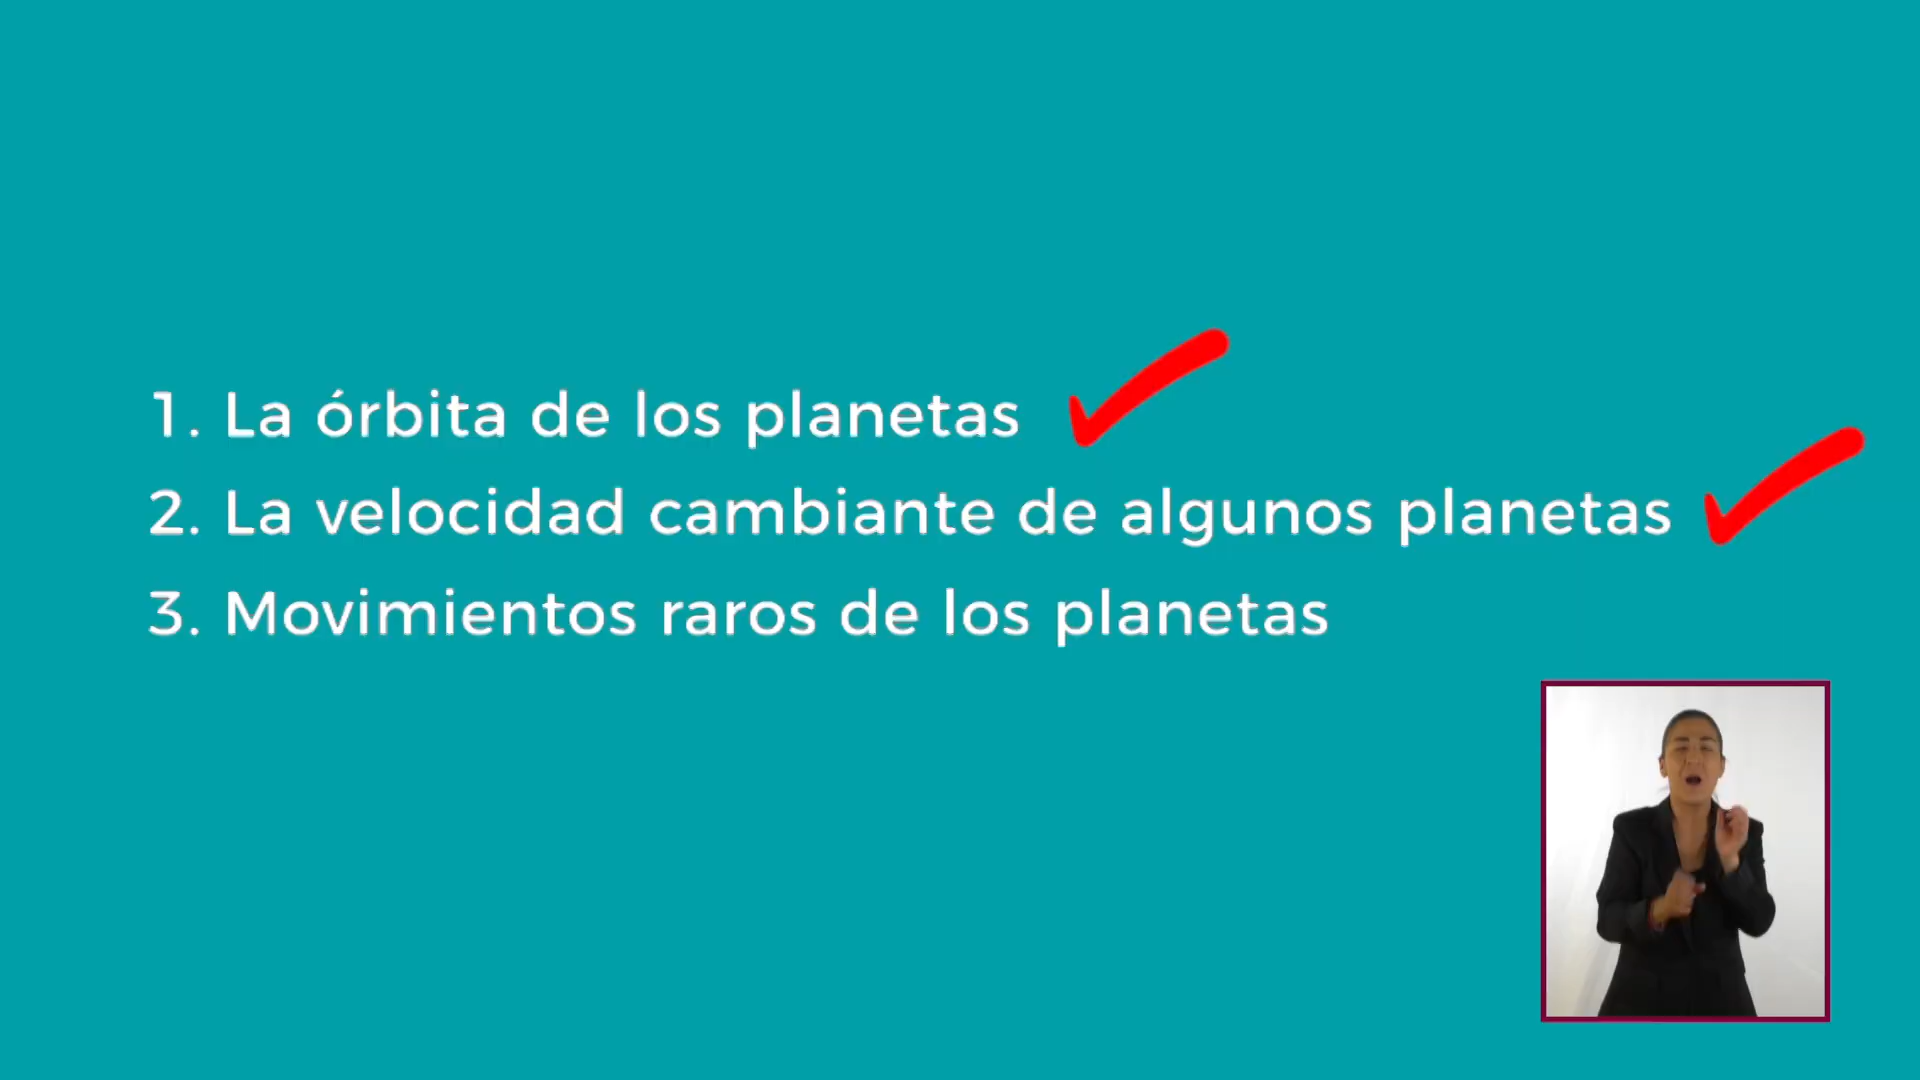 1. La órbita de los planetas
2. La velocidad cambiante de algunos planetas
3. Movimientos raros de los planetas